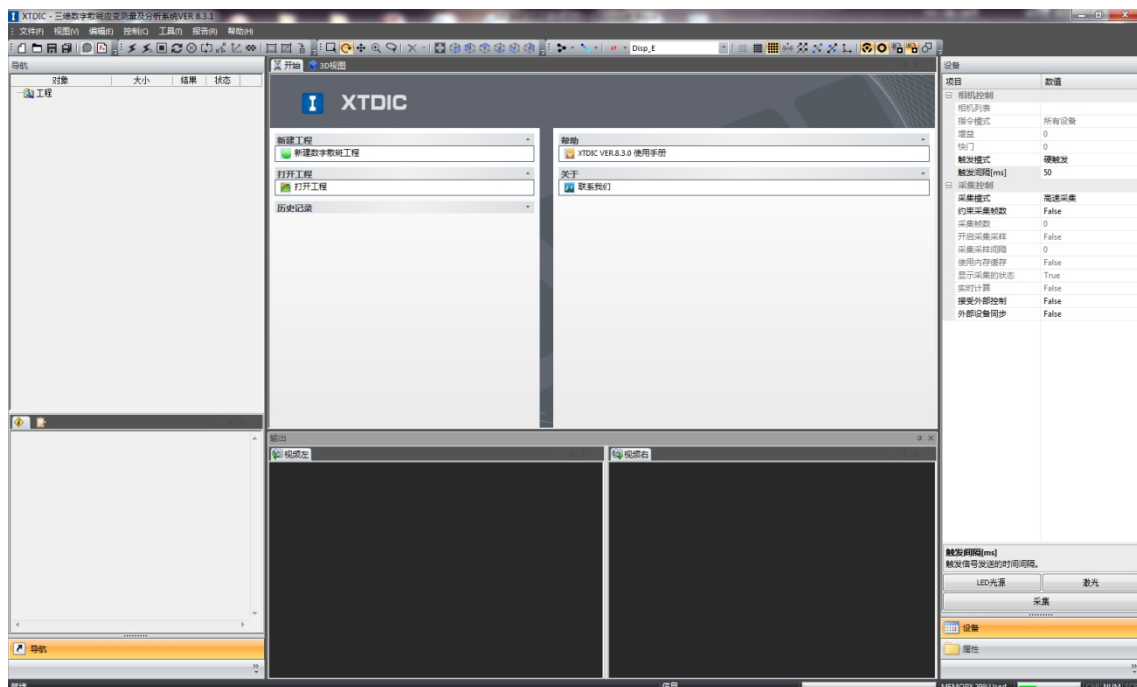 XTDIC - 三维数字散斑应变测量及分析系统VER 8.3.1
文件(F) 视图(V) 编辑(E) 控制(C) 工具(T) 报告(R) 帮助(H)
Disp_E
导航
对象 大小 结果 状态
工程
开始 3D视图
XTDIC
新建工程
新建数字散斑工程
打开工程
打开工程
历史记录
帮助
XTDIC VER.8.3.0 使用手册
关于
联系我们
输出
视频左
视频右
导航
设备
项目 数值
相机控制
相机列表
指令模式 所有设备
增益 0
快门 0
触发模式 硬触发
触发间隔[ms] 50
采集控制
采集模式 高速采集
约束采集帧数 False
采集帧数 0
开启采集采样 False
采集采样间隔 0
使用内存缓存 False
显示采集的状态 True
实时计算 False
接受外部控制 False
外部设备同步 False
触发间隔[ms]
触发信号发送的时间间隔。
LED光源 激光
采集
设备
属性
就绪
信息